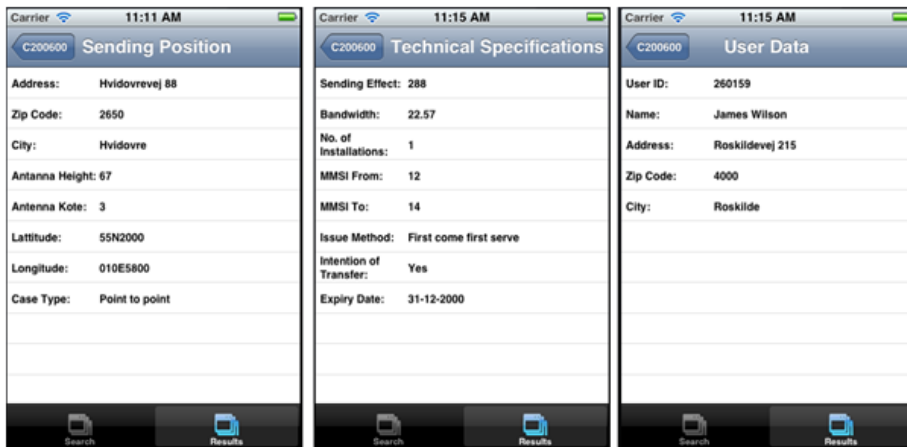 Carrier 11:11 AM
C200600 Sending Position
Address: Hvidovrevej 88
Zip Code: 2650
City: Hvidovre
Antanna Height: 67
Antenna Kote: 3
Lattitude: 55N2000
Longitude: 010E5800
Case Type: Point to point
Search Results
Carrier 11:15 AM
C200600 Technical Specifications
Sending Effect: 288
Bandwidth: 22.57
No. of
Installations: 1
MMSI From: 12
MMSI To: 14
Issue Method: First come first serve
Intention of
Transfer: Yes
Expiry Date: 31-12-2000
Search Results
Carrier 11:15 AM
C200600 User Data
User ID: 260159
Name: James Wilson
Address: Roskildevej 215
Zip Code: 4000
City: Roskilde
Search Results